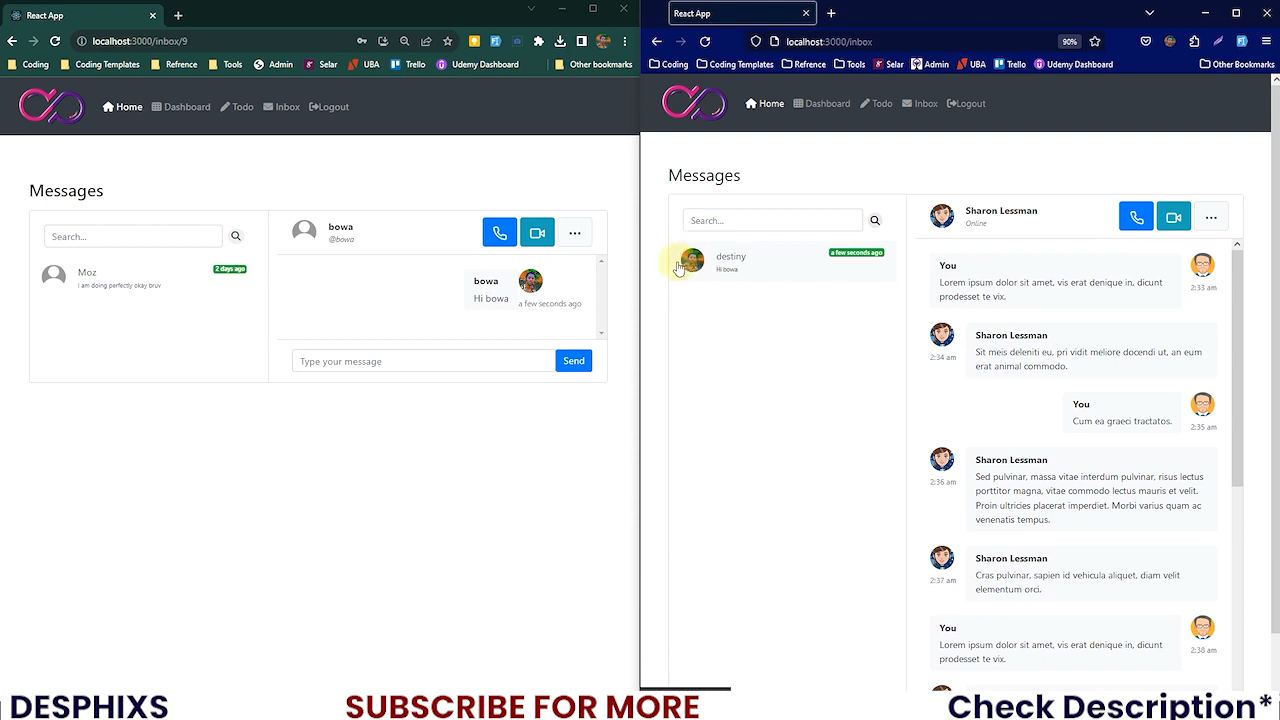 React App
localhost:3000/inbox/9
Coding
Coding Templates
Refrence
Tools
Admin
Selar
UBA
Trello
Udemy Dashboard
Other bookmarks
Home
Dashboard
Todo
Inbox
Logout
Messages
Search...
Moz
2 days ago
I am doing perfectly okay bruv
bowa
@bowa
bowa
Hi bowa
a few seconds ago
Type your message
Send
React App
localhost:3000/inbox
90%
Coding
Coding Templates
Refrence
Tools
Selar
Admin
UBA
Trello
Udemy Dashboard
Other Bookmarks
Home
Dashboard
Todo
Inbox
Logout
Messages
Search...
destiny
a few seconds ago
Hi bowa
Sharon Lessman
Online
You
Lorem ipsum dolor sit amet, vis erat denique in, dicunt
prodesset te vix.
2:33 am
Sharon Lessman
Sit meis deleniti eu, pri vidit meliore docendi ut, an eum
erat animal commodo.
2:34 am
You
Cum ea graeci tractatos.
2:35 am
Sharon Lessman
Sed pulvinar, massa vitae interdum pulvinar, risus lectus
porttitor magna, vitae commodo lectus mauris et velit.
Proin ultricies placerat imperdiet. Morbi varius quam ac
venenatis tempus.
2:36 am
Sharon Lessman
Cras pulvinar, sapien id vehicula aliquet, diam velit
elementum orci.
2:37 am
You
Lorem ipsum dolor sit amet, vis erat denique in, dicunt
prodesset te vix.
2:38 am
DESPHIXS
SUBSCRIBE FOR MORE
Check Description*